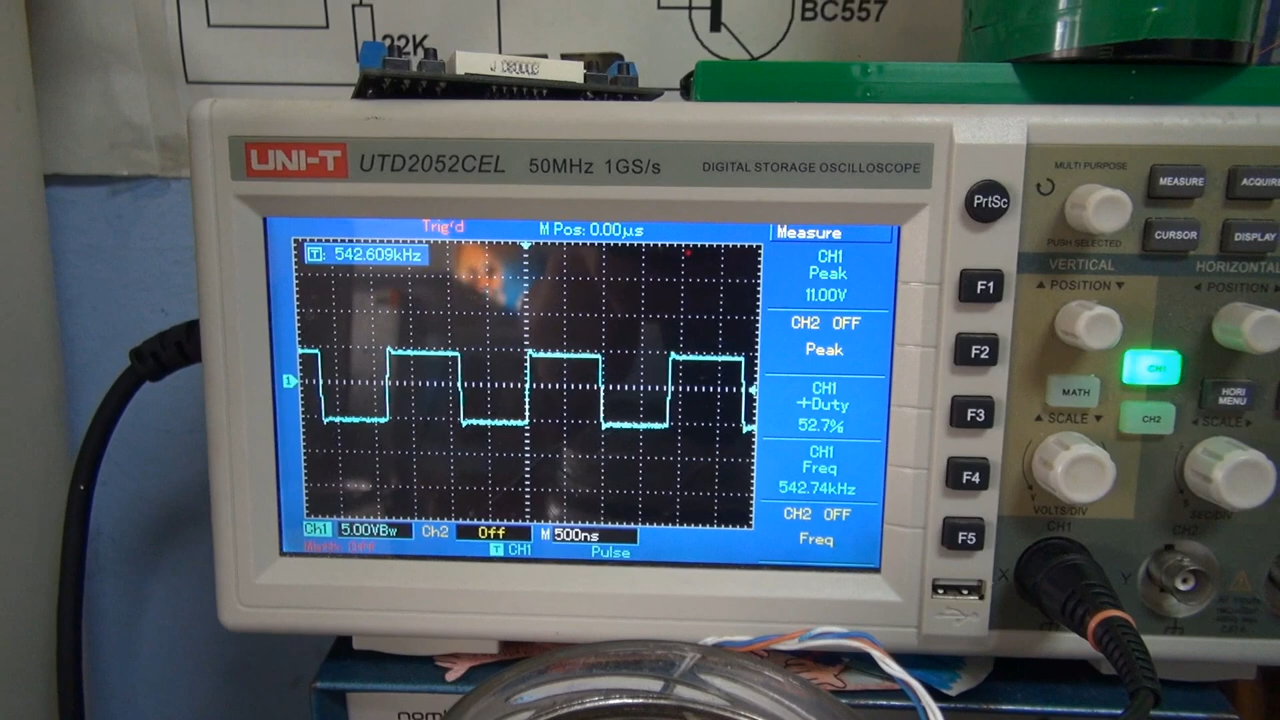 BC557
22K
UNI-T UTD2052CEL 50MHz 1GS/s DIGITAL STORAGE OSCILLOSCOPE
Trig'd M Pos: 0.00μs Measure
T: 542.609kHz
CH1
Peak
11.00V
CH2 OFF
Peak
CH1
+Duty
52.7%
CH1
Freq
542.74kHz
CH2 OFF
Freq
1
Ch1 5.00VBw Ch2 Off M 500ns
T CH1 Pulse
PrtSc
F1
F2
F3
F4
F5
MULTI PURPOSE
MEASURE
PUSH SELECTED
CURSOR
DISPLAY
VERTICAL
HORIZONTAL
▲ POSITION ▼
◄ POSITION
CH1
MATH
HORI
MENU
CH2
▲ SCALE ▼
◄ SCALE ►
VOLTS/DIV
SEC/DIV
CH1
CH2
X
Y